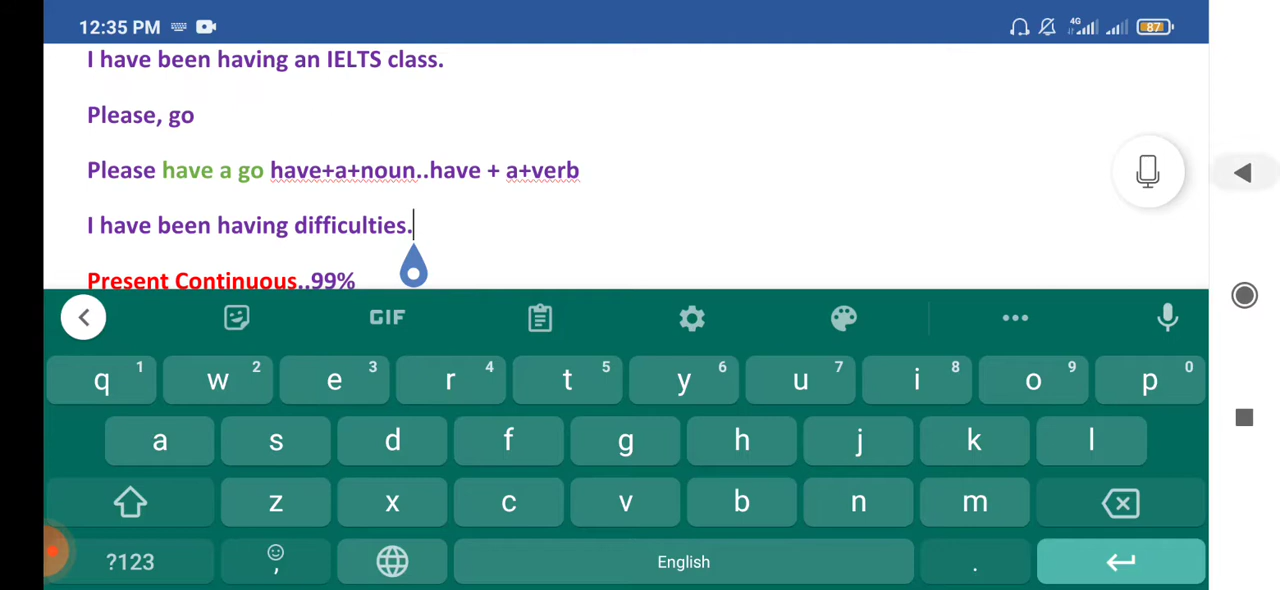 12:35 PM 4G 87
I have been having an IELTS class.
Please, go
Please have a go have+a+noun..have + a+verb
I have been having difficulties.
Present Continuous..99%
GIF
q 1 w 2 e 3 r 4 t 5 y 6 u 7 i 8 o 9 p 0
a s d f g h j k l
z x c v b n m
?123 , English .